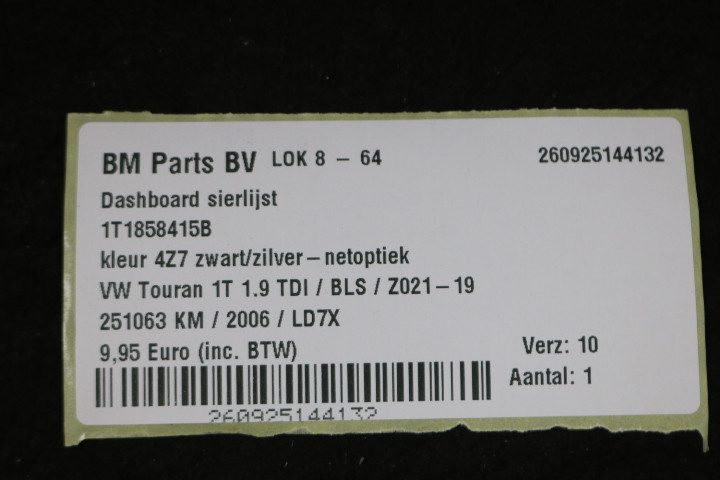 BM Parts BV LOK 8 – 64 260925144132
Dashboard sierlijst
1T1858415B
kleur 4Z7 zwart/zilver–netoptiek
VW Touran 1T 1.9 TDI / BLS / Z021–19
251063 KM / 2006 / LD7X
9,95 Euro (inc. BTW) Verz: 10
Aantal: 1
260925144132